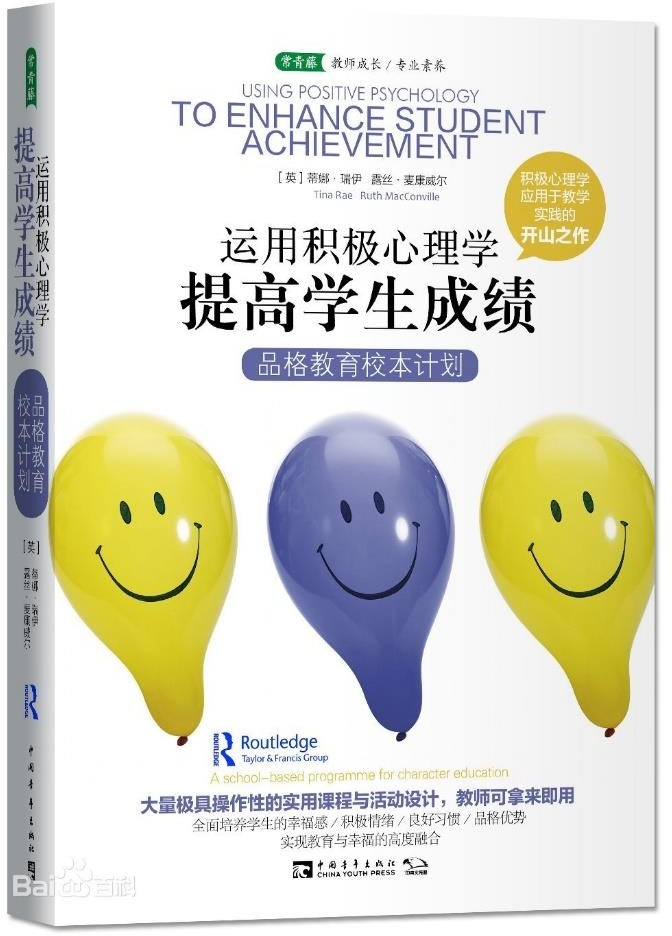 常青藤 教师成长/专业素养
USING POSITIVE PSYCHOLOGY
TO ENHANCE STUDENT
ACHIEVEMENT
[英] 蒂娜·瑞伊 露丝·麦康威尔
Tina Rae Ruth MacConville
积极心理学
应用于教学
实践的
开山之作
运用积极心理学
提高学生成绩
品格教育校本计划
ROUTLEDGE
Routledge
Taylor & Francis Group
A school-based programme for character education
大量极具操作性的实用课程与活动设计，教师可拿来即用
全面培养学生的幸福感/积极情绪/良好习惯/品格优势
实现教育与幸福的高度融合
中国青年出版社
CHINA YOUTH PRESS
常青藤
运用积极心理学
提高学生成绩
品格教育
校本计划
[英]
蒂娜·瑞伊
露丝·麦康威尔
ROUTLEDGE
中国青年出版社
Bai百科